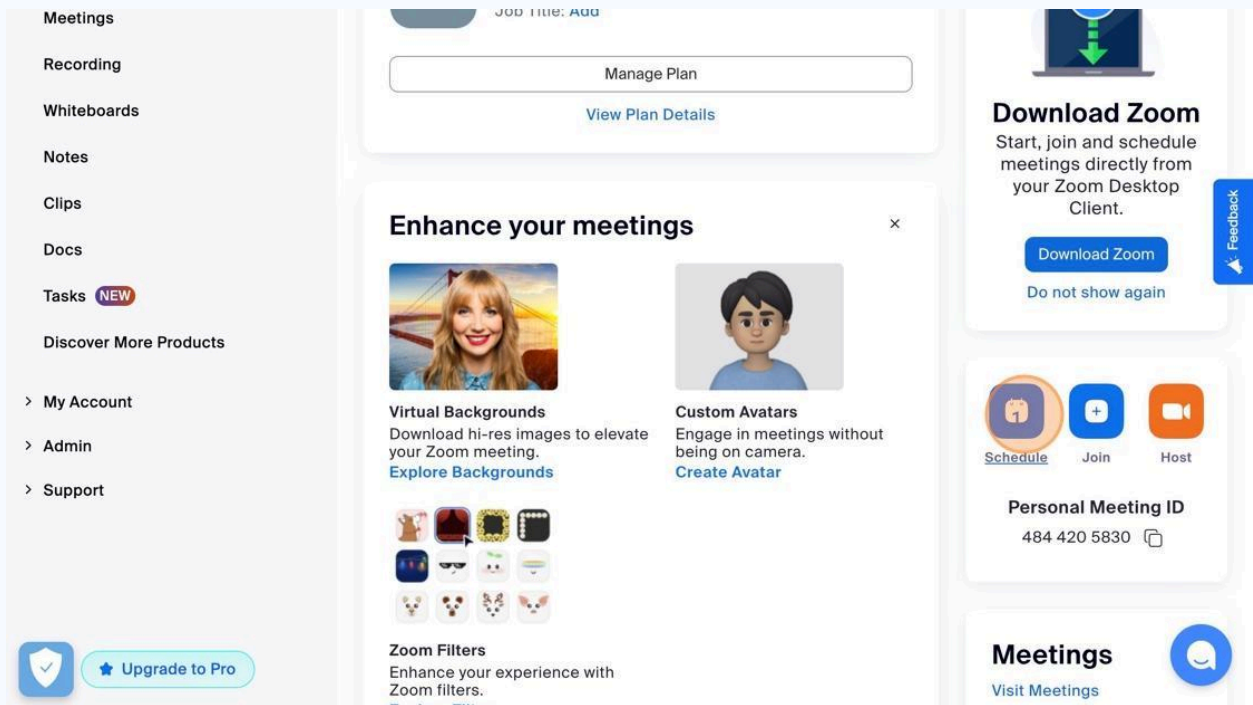 Meetings
Recording
Whiteboards
Notes
Clips
Docs
Tasks NEW
Discover More Products
My Account
Admin
Support
Upgrade to Pro
Job Title: Add
Manage Plan
View Plan Details
Enhance your meetings
Virtual Backgrounds
Download hi-res images to elevate
your Zoom meeting.
Explore Backgrounds
Custom Avatars
Engage in meetings without
being on camera.
Create Avatar
Zoom Filters
Enhance your experience with
Zoom filters.
Download Zoom
Start, join and schedule
meetings directly from
your Zoom Desktop
Client.
Download Zoom
Do not show again
Feedback
1
Schedule
Join
Host
Personal Meeting ID
484 420 5830
Meetings
Visit Meetings